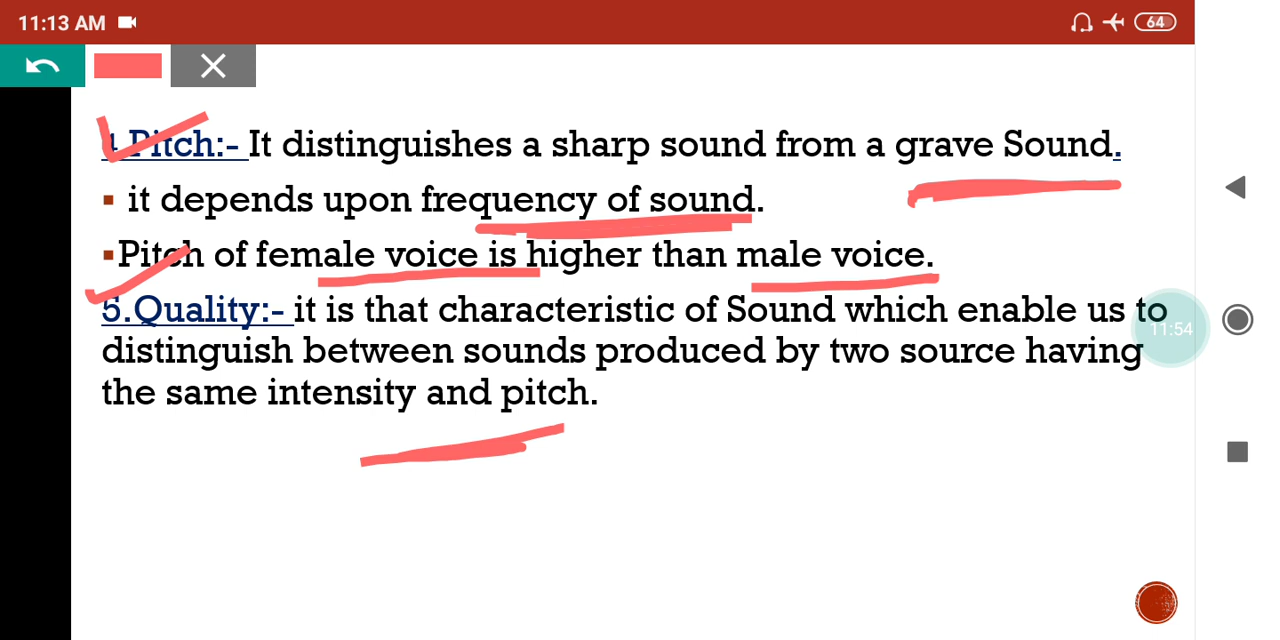 11:13 AM
64
4.Pitch:- It distinguishes a sharp sound from a grave Sound.
▪ it depends upon frequency of sound.
▪Pitch of female voice is higher than male voice.
5.Quality:- it is that characteristic of Sound which enable us to
11:54
distinguish between sounds produced by two source having
the same intensity and pitch.